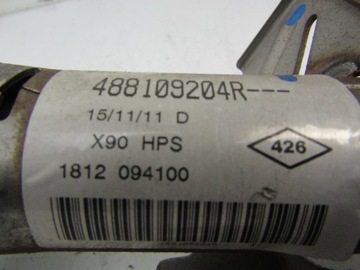 488109204R---
15/11/11 D
X90 HPS
426
1812 094100